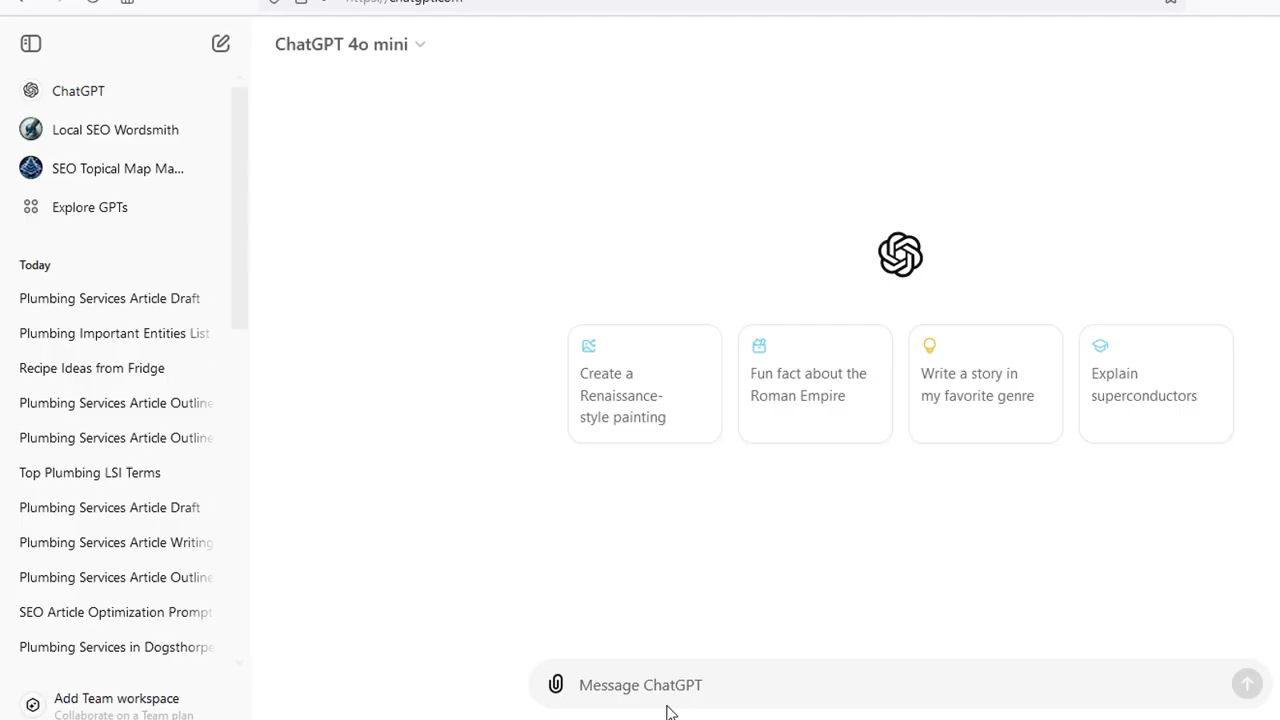 https://chatgpt.com
ChatGPT 4o mini
ChatGPT
Local SEO Wordsmith
SEO Topical Map Ma...
Explore GPTs
Today
Plumbing Services Article Draft
Plumbing Important Entities List
Recipe Ideas from Fridge
Plumbing Services Article Outline
Plumbing Services Article Outline
Top Plumbing LSI Terms
Plumbing Services Article Draft
Plumbing Services Article Writing
Plumbing Services Article Outline
SEO Article Optimization Prompt
Plumbing Services in Dogsthorpe
Add Team workspace
Collaborate on a Team plan
Create a
Renaissance-
style painting
Fun fact about the
Roman Empire
Write a story in
my favorite genre
Explain
superconductors
Message ChatGPT